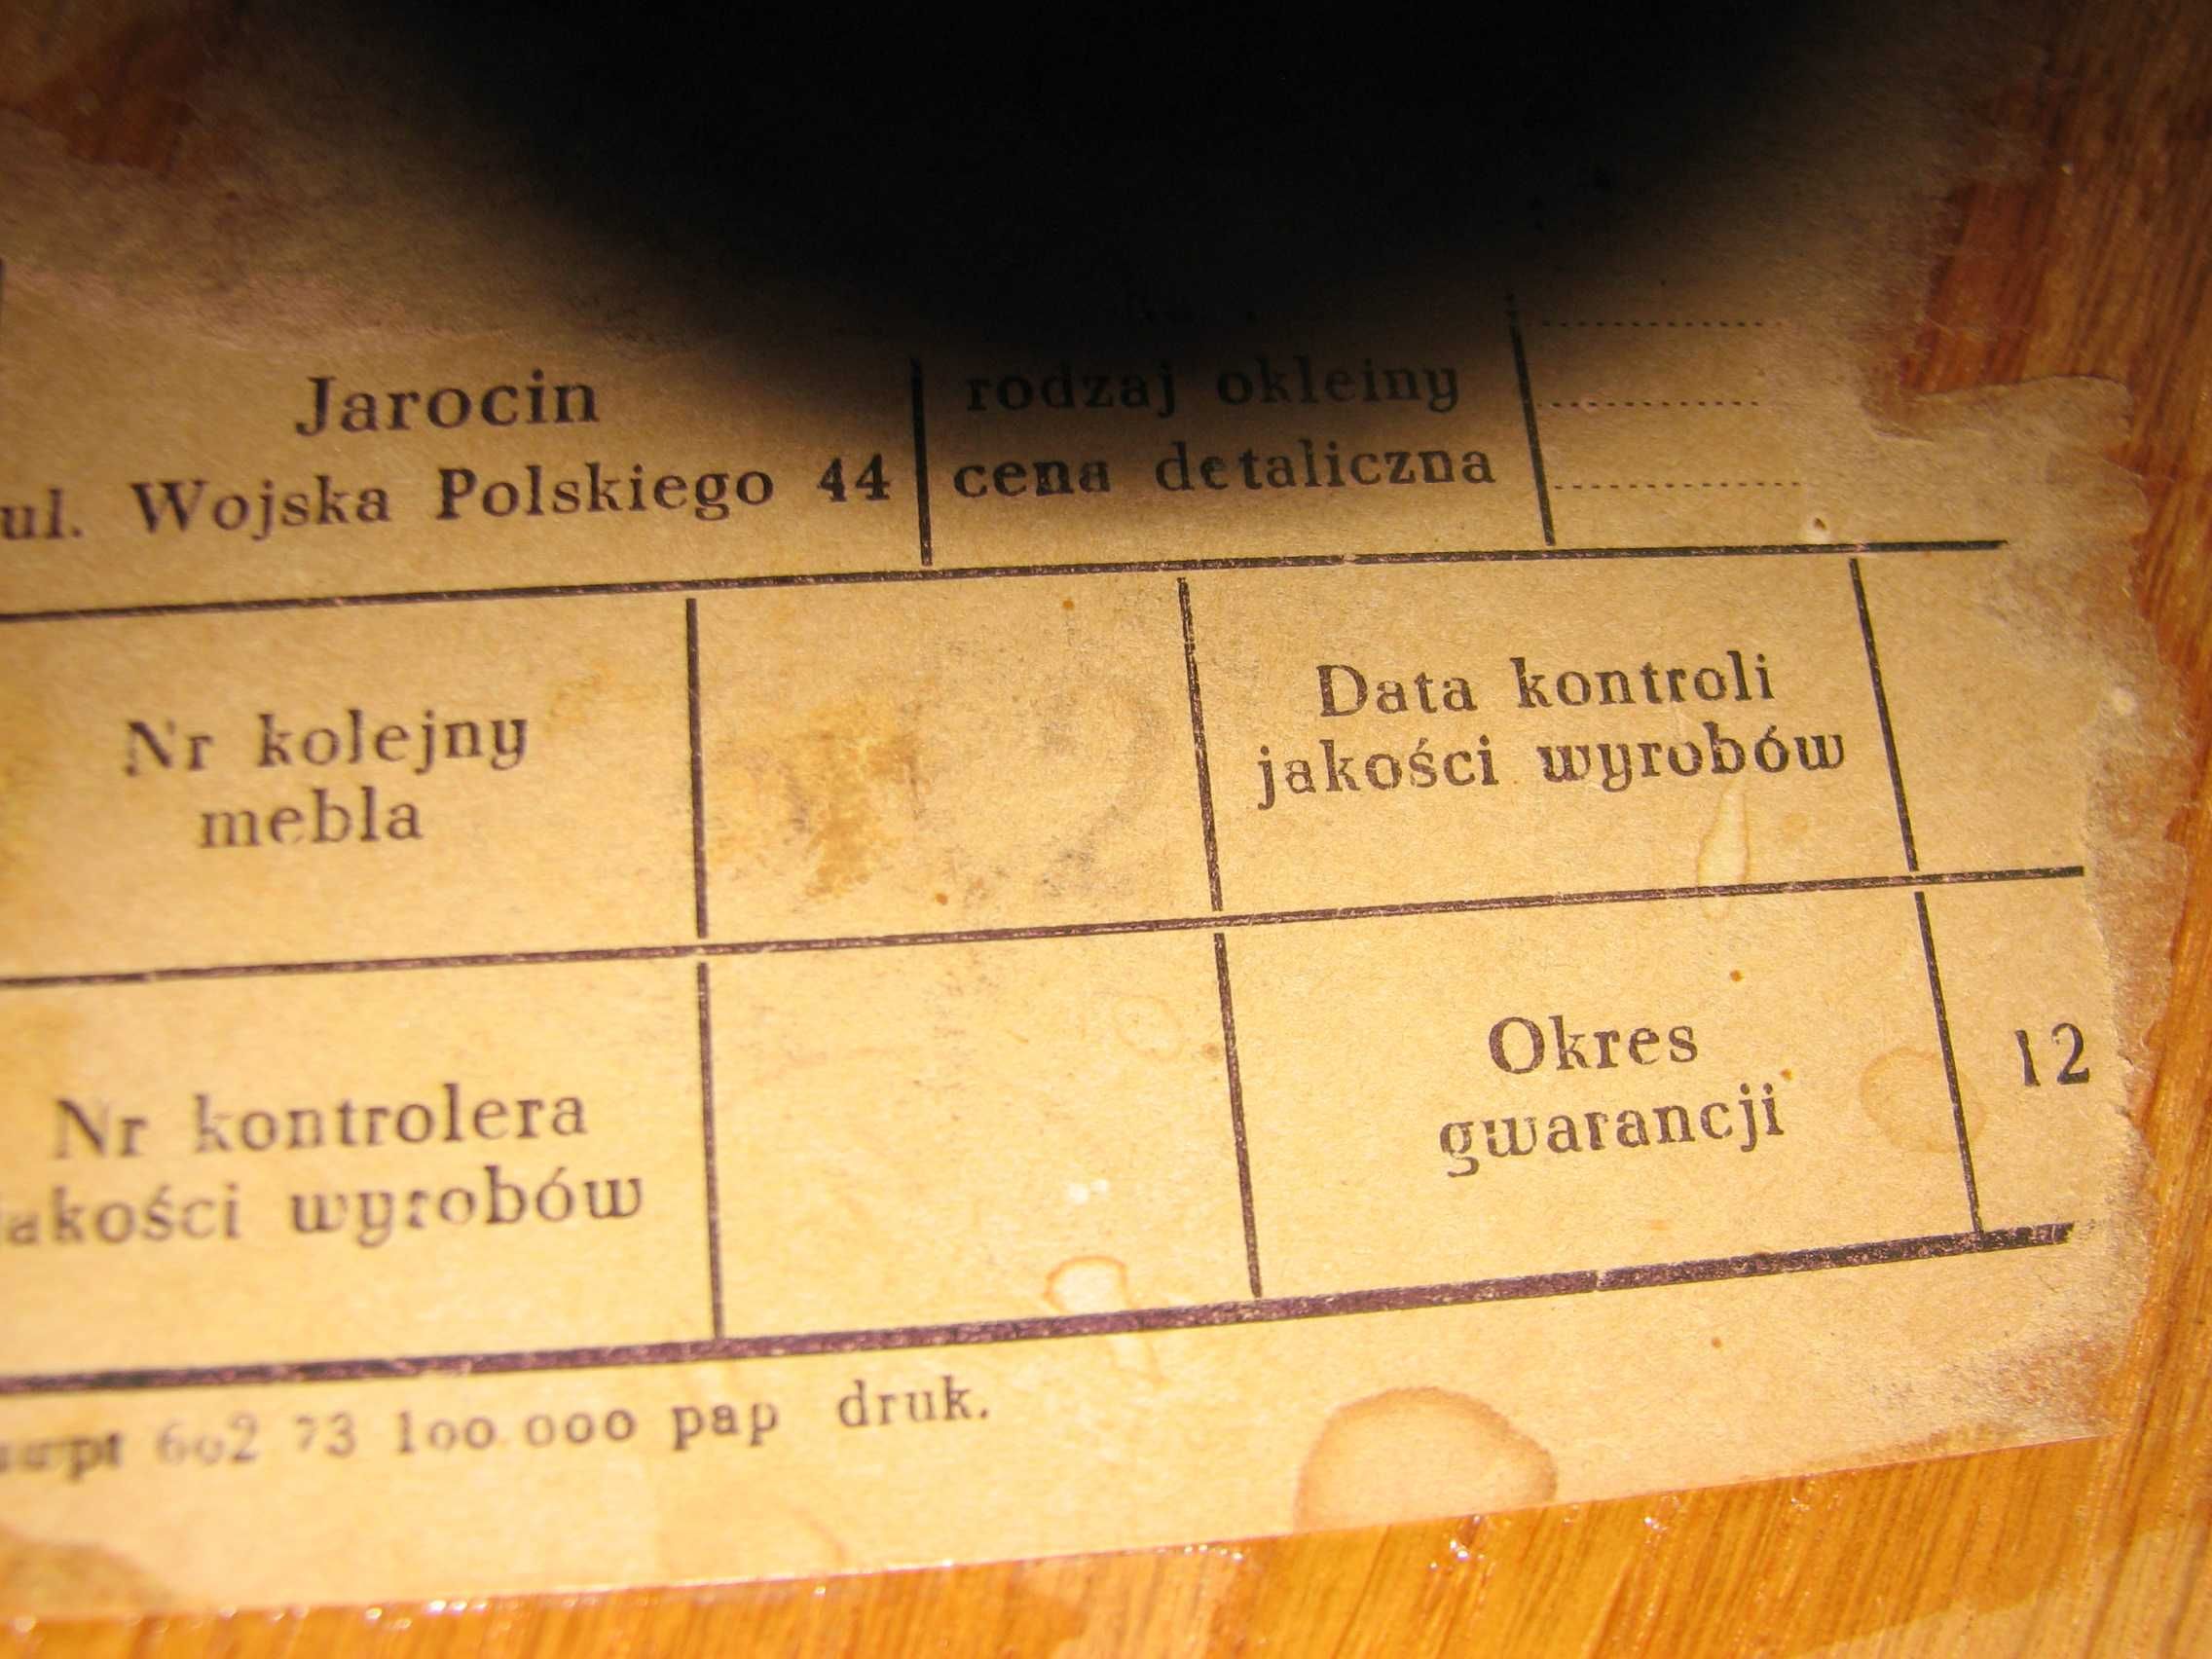 Jarocin
ul. Wojska Polskiego 44
rodzaj okleiny
cena detaliczna
Nr kolejny
mebla
Data kontroli
jakości wyrobów
Nr kontrolera
jakości wyrobów
Okres
gwarancji
12
602 73 100.000 pap druk.